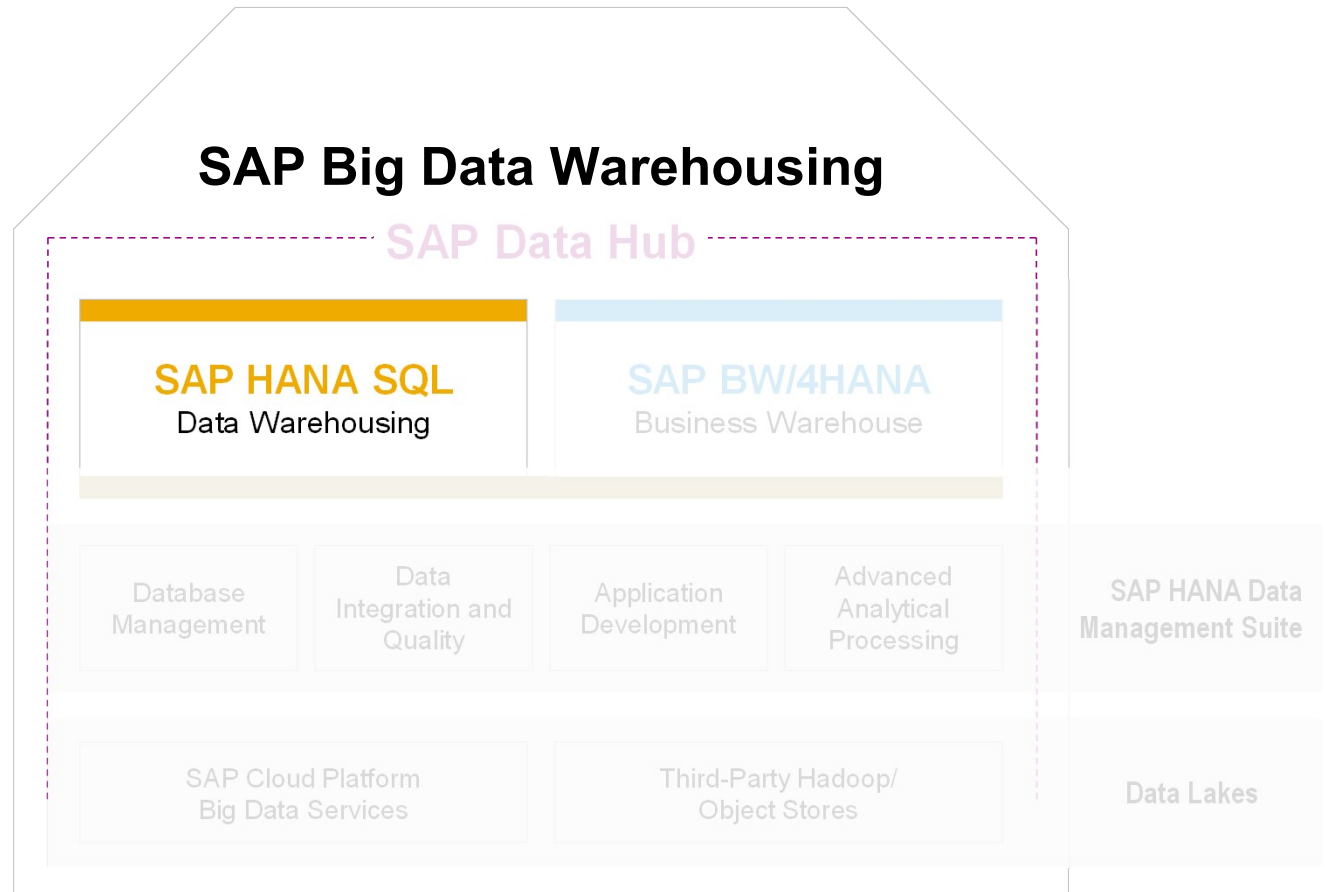 SAP Big Data Warehousing
SAP Data Hub
SAP HANA SQL
Data Warehousing
SAP BW/4HANA
Business Warehouse
Database
Management
Data
Integration and
Quality
Application
Development
Advanced
Analytical
Processing
SAP HANA Data
Management Suite
SAP Cloud Platform
Big Data Services
Third-Party Hadoop/
Object Stores
Data Lakes